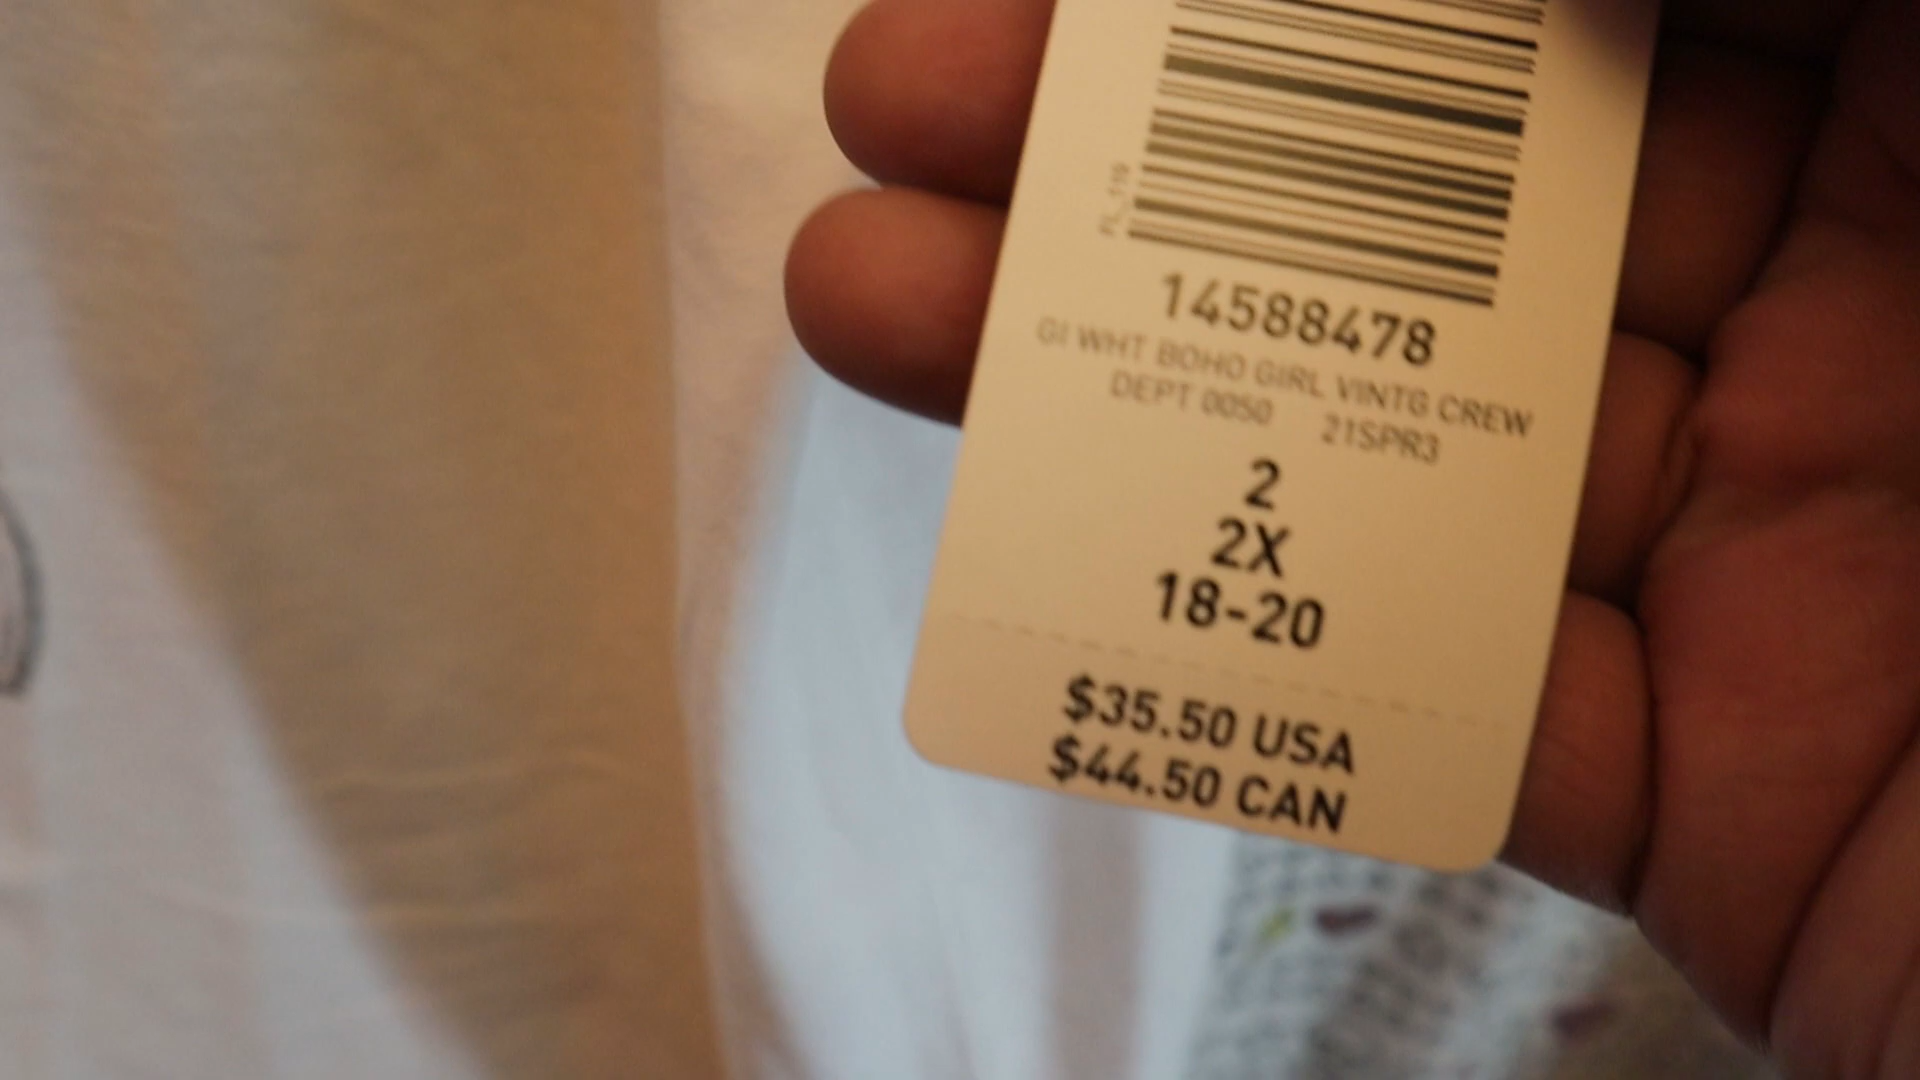 14588478
GI WHT BOHO GIRL VINTG CREW
DEPT 0050 21SPR3
2
2X
18-20
$35.50 USA
$44.50 CAN